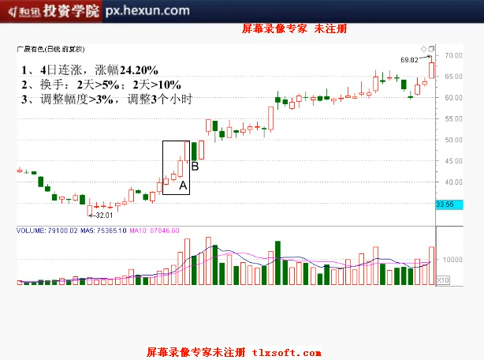 和讯 投资学院 px.hexun.com
屏幕录像专家 未注册
广晟有色(日线 前复权)
1、4日连涨，涨幅24.20%
2、换手：2天>5%；2天>10%
3、调整幅度>3%，调整3个小时
69.82
70.00
65.00
60.00
55.00
50.00
45.00
40.00
33.55
A
B
32.01
VOLUME: 79100.02 MA5: 75365.10 MA10: 87846.60
10000
X10
屏幕录像专家未注册 tlxsoft.com